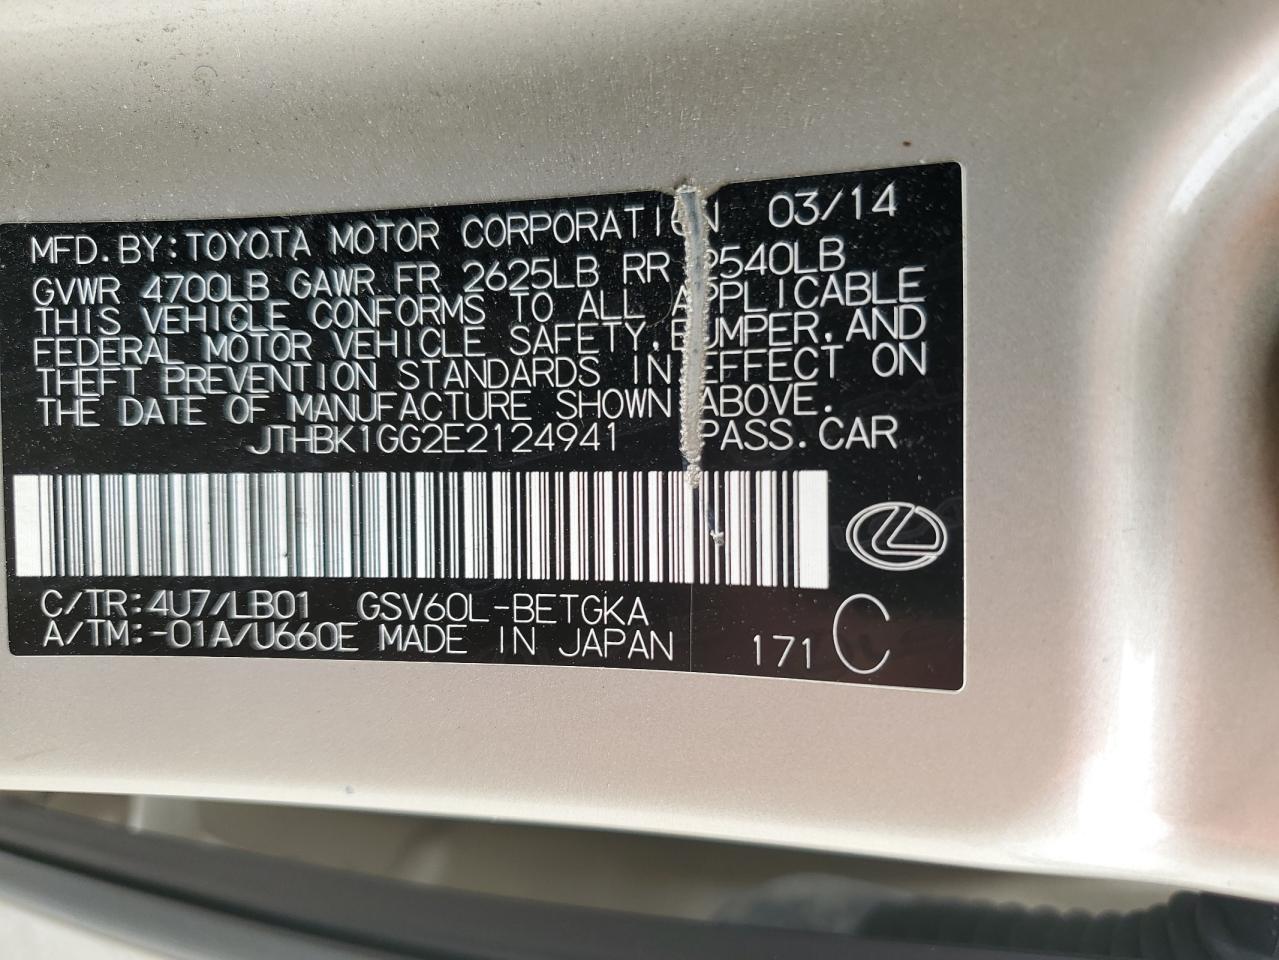 MFD.BY:TOYOTA MOTOR CORPORATION 03/14
GVWR 4700LB GAWR FR 2625LB RR 2540LB
THIS VEHICLE CONFORMS TO ALL APPLICABLE
FEDERAL MOTOR VEHICLE SAFETY,BUMPER,AND
THEFT PREVENTION STANDARDS IN EFFECT ON
THE DATE OF MANUFACTURE SHOWN ABOVE.
JTHBK1GG2E2124941 PASS.CAR
C/TR:4U7/LB01 GSV60L-BETGKA
A/TM:-01A/U660E MADE IN JAPAN 171 C